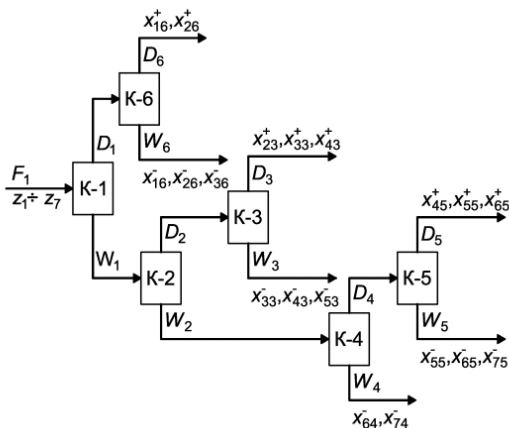 x⁺₁₆,x⁺₂₆
D₆
К-6
D₁
W₆
x⁺₂₃,x⁺₃₃,x⁺₄₃
F₁
z₁÷ z₇
К-1
x⁻₁₆,x⁻₂₆,x⁻₃₆
D₃
x⁺₄₅,x⁺₅₅,x⁺₆₅
D₂
К-3
D₅
W₁
К-2
W₃
К-5
W₂
x⁻₃₃,x⁻₄₃,x⁻₅₃
D₄
W₅
К-4
x⁻₅₅,x⁻₆₅,x⁻₇₅
W₄
x⁻₆₄,x⁻₇₄